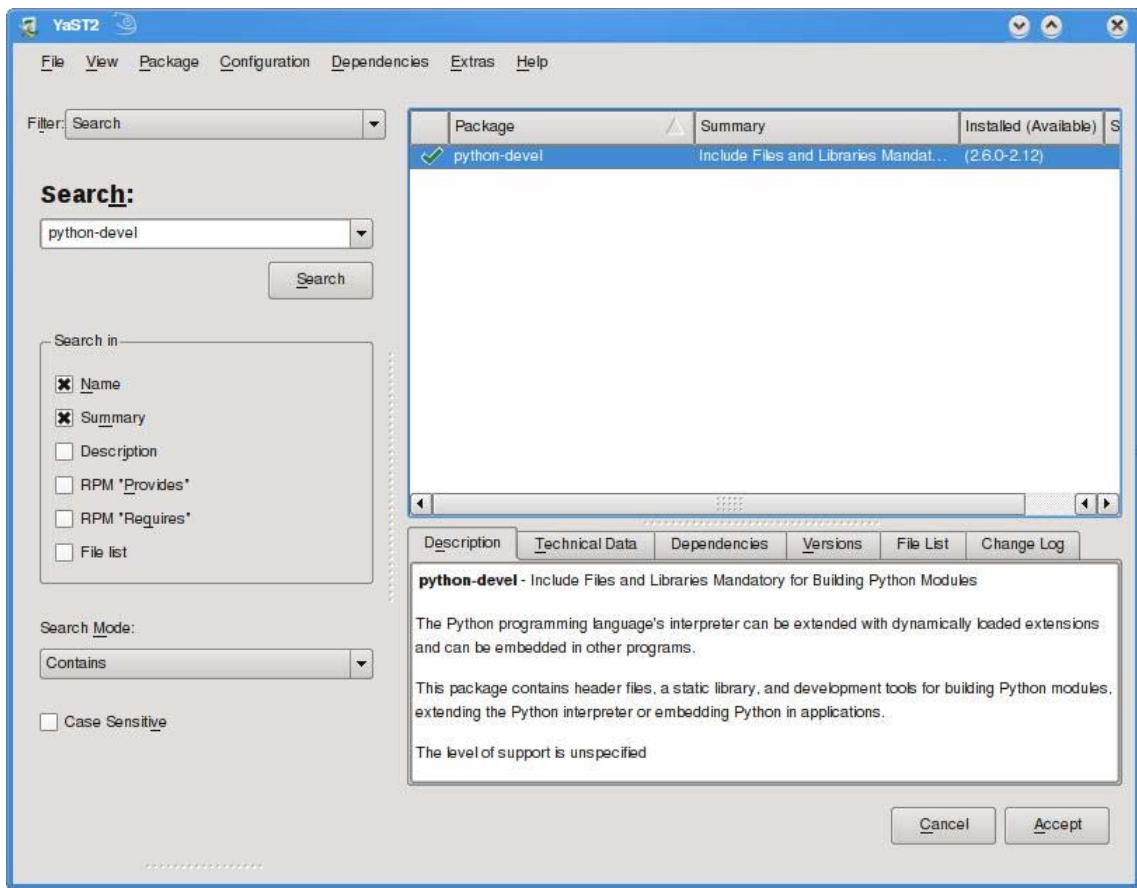 YaST2
File View Package Configuration Dependencies Extras Help
Filter: Search
Search:
python-devel
Search
Search in
Name
Summary
Description
RPM "Provides"
RPM "Requires"
File list
Search Mode:
Contains
Case Sensitive
Package Summary Installed (Available) S
python-devel Include Files and Libraries Mandat... (2.6.0-2.12)
Description Technical Data Dependencies Versions File List Change Log
python-devel - Include Files and Libraries Mandatory for Building Python Modules
The Python programming language's interpreter can be extended with dynamically loaded extensions
and can be embedded in other programs.
This package contains header files, a static library, and development tools for building Python modules,
extending the Python interpreter or embedding Python in applications.
The level of support is unspecified
Cancel Accept